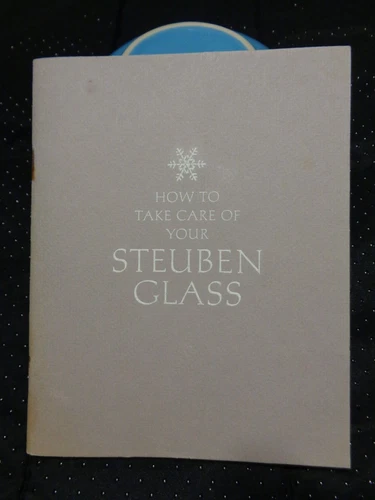 HOW TO
TAKE CARE OF
YOUR
STEUBEN
GLASS